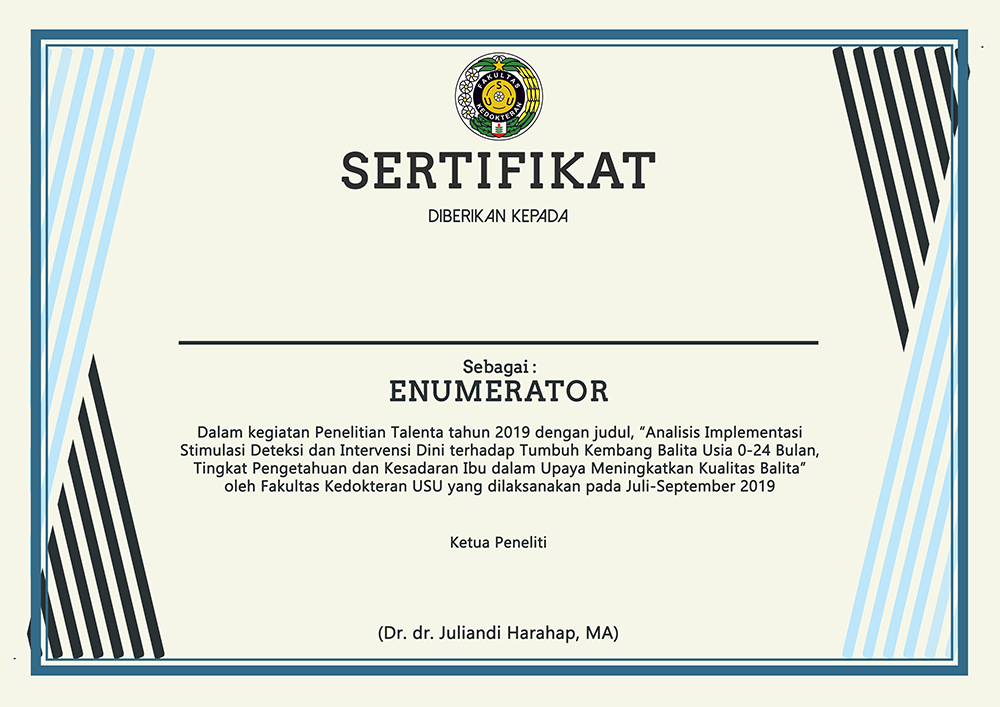 FAKULTAS
U S U
KEDOKTERAN
SERTIFIKAT
DIBERIKAN KEPADA
Sebagai :
ENUMERATOR
Dalam kegiatan Penelitian Talenta tahun 2019 dengan judul, “Analisis Implementasi
Stimulasi Deteksi dan Intervensi Dini terhadap Tumbuh Kembang Balita Usia 0-24 Bulan,
Tingkat Pengetahuan dan Kesadaran Ibu dalam Upaya Meningkatkan Kualitas Balita”
oleh Fakultas Kedokteran USU yang dilaksanakan pada Juli-September 2019
Ketua Peneliti
(Dr. dr. Juliandi Harahap, MA)